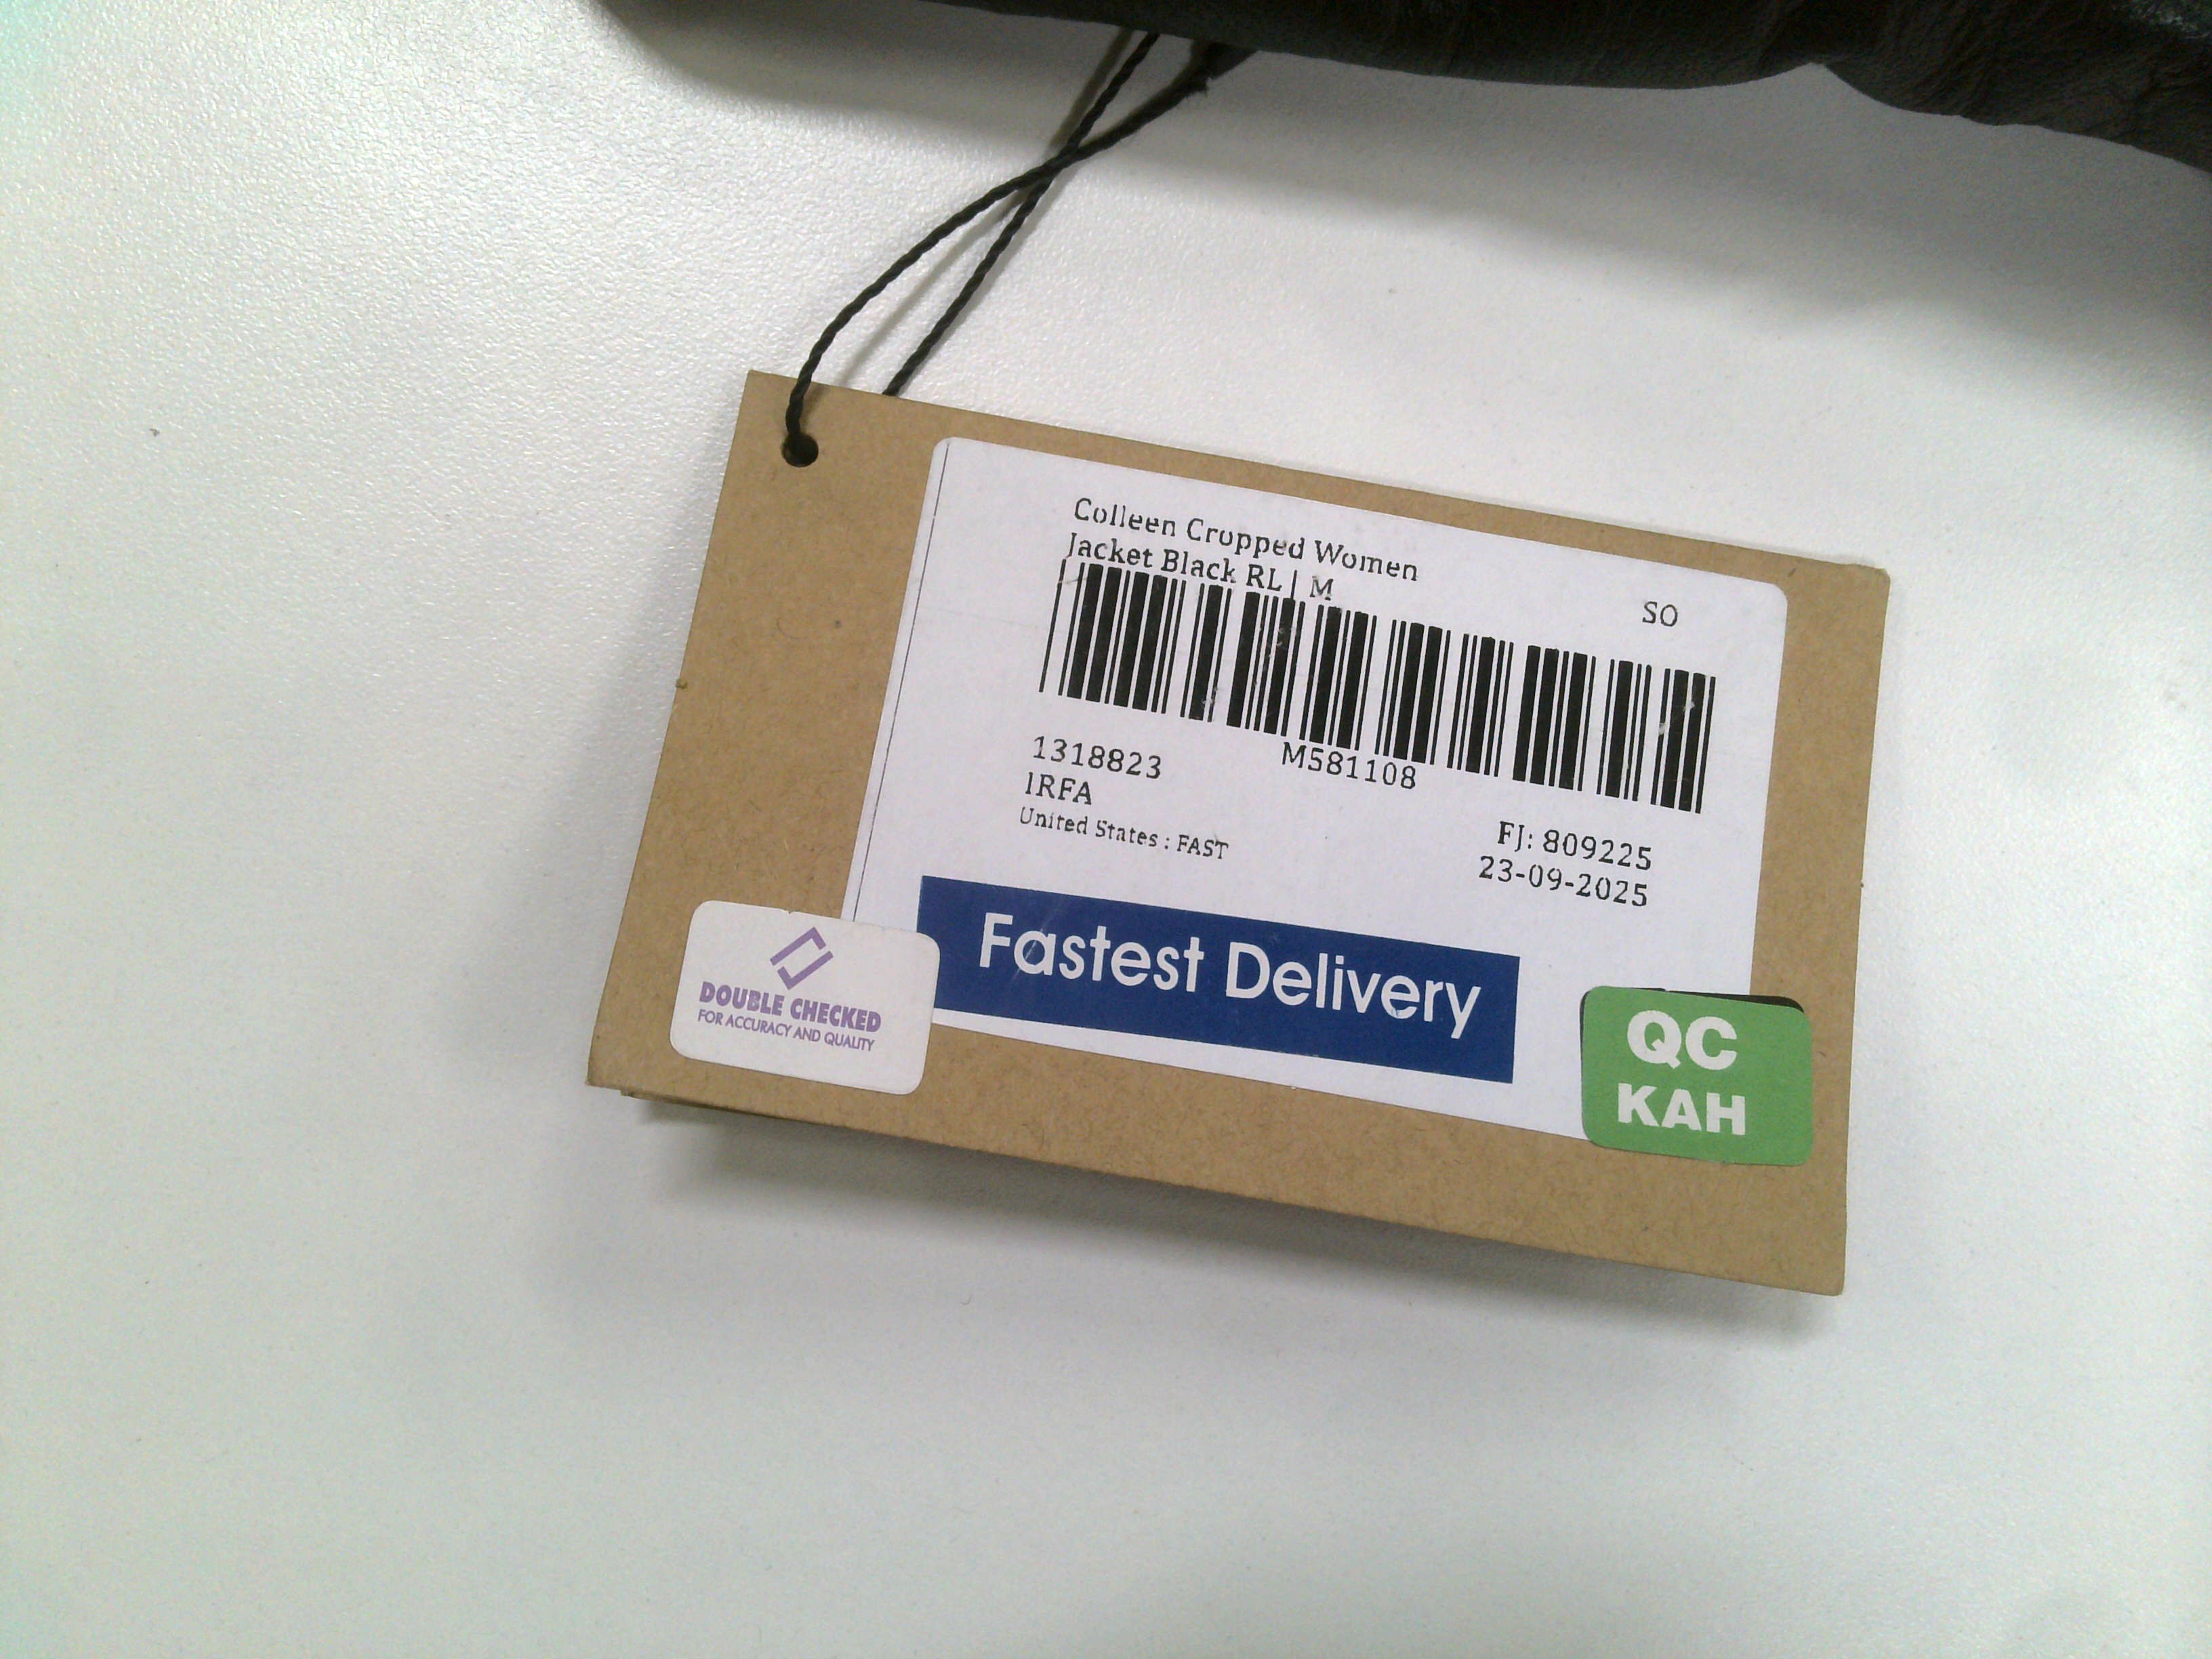 Colleen Cropped Women
Jacket Black RL | M
SO
M581108
1318823
IRFA
United States : FAST
FJ: 809225
23-09-2025
Fastest Delivery
DOUBLE CHECKED
FOR ACCURACY AND QUALITY
QC
KAH